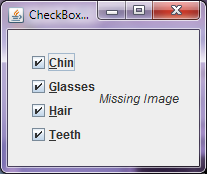 CheckBox...
Chin
Glasses
Missing Image
Hair
Teeth